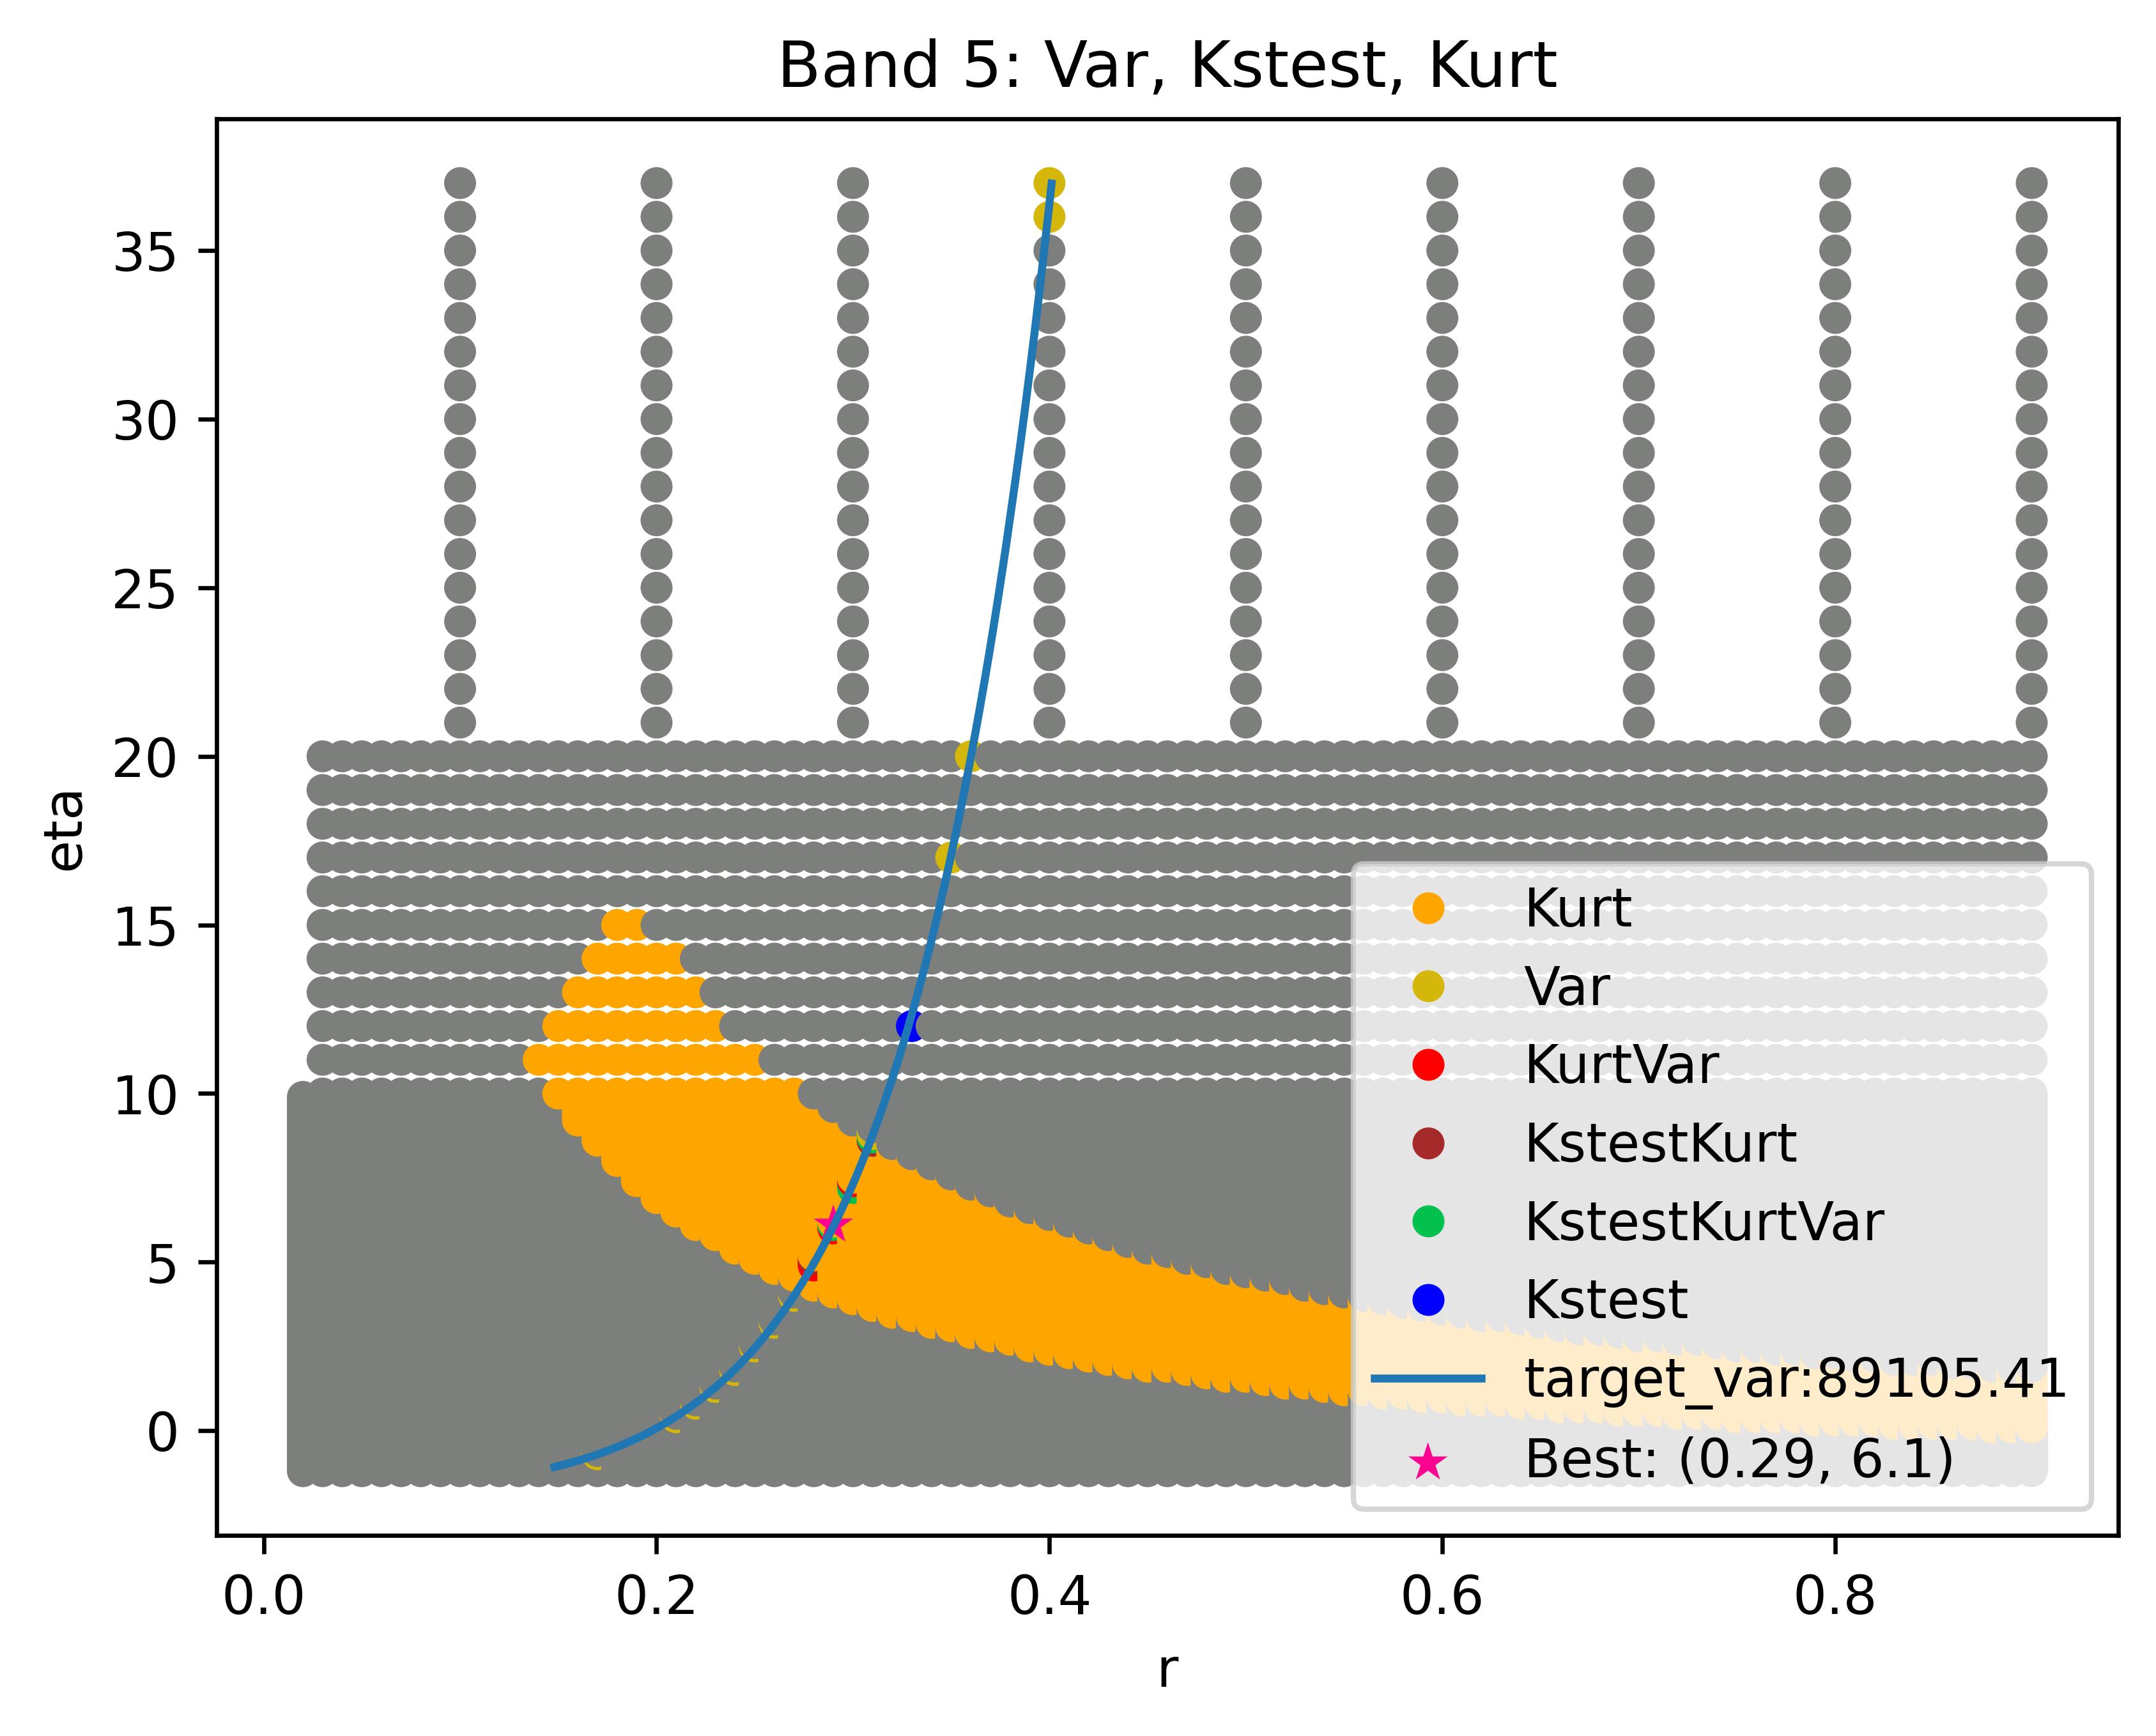 Band 5: Var, Kstest, Kurt
eta
35
30
25
20
15
10
5
0
Kurt
Var
KurtVar
KstestKurt
KstestKurtVar
Kstest
target_var:89105.41
Best: (0.29, 6.1)
0.0 0.2 0.4 0.6 0.8
r